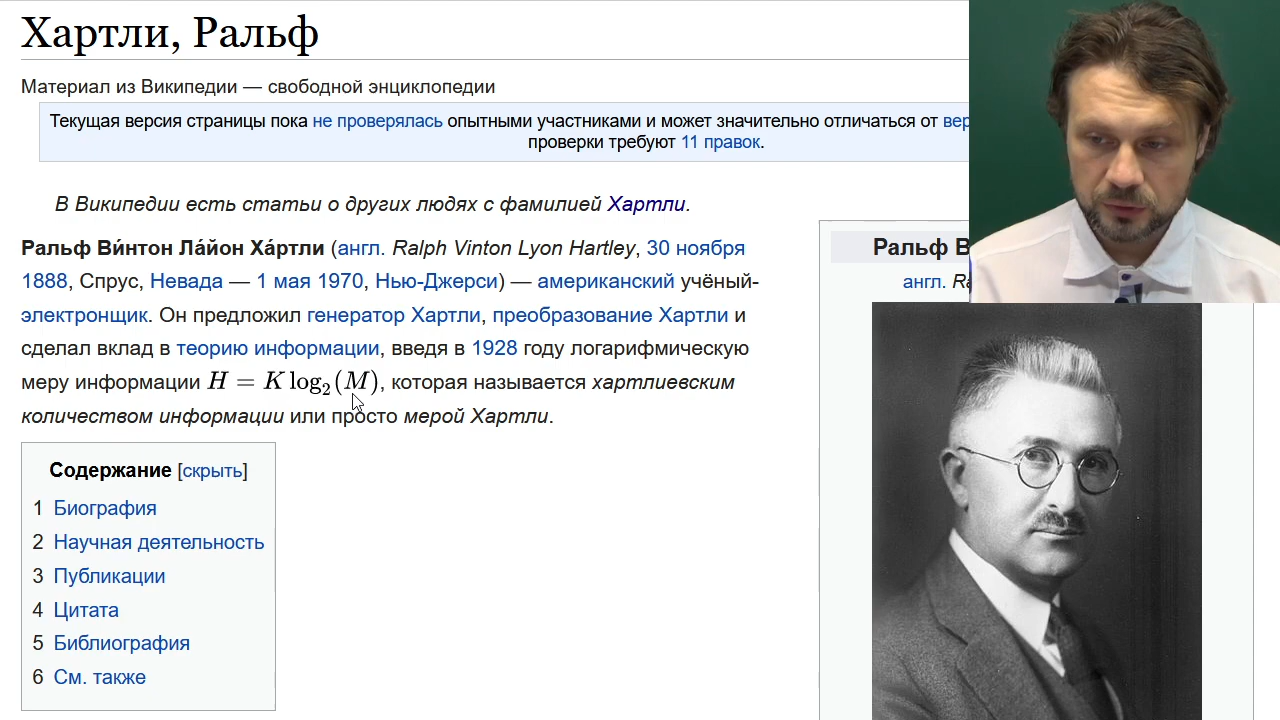 Хартли, Ральф
Материал из Википедии — свободной энциклопедии
Текущая версия страницы пока не проверялась опытными участниками и может значительно отличаться от
проверки требуют 11 правок.
В Википедии есть статьи о других людях с фамилией Хартли.
Ральф Ви́нтон Ла́йон Ха́ртли (англ. Ralph Vinton Lyon Hartley, 30 ноября
1888, Спрус, Невада — 1 мая 1970, Нью-Джерси) — американский учёный-
электронщик. Он предложил генератор Хартли, преобразование Хартли и
сделал вклад в теорию информации, введя в 1928 году логарифмическую
меру информации H = K log₂(M), которая называется хартлиевским
количеством информации или просто мерой Хартли.
Содержание [скрыть]
1 Биография
2 Научная деятельность
3 Публикации
4 Цитата
5 Библиография
6 См. также
Ральф
англ.